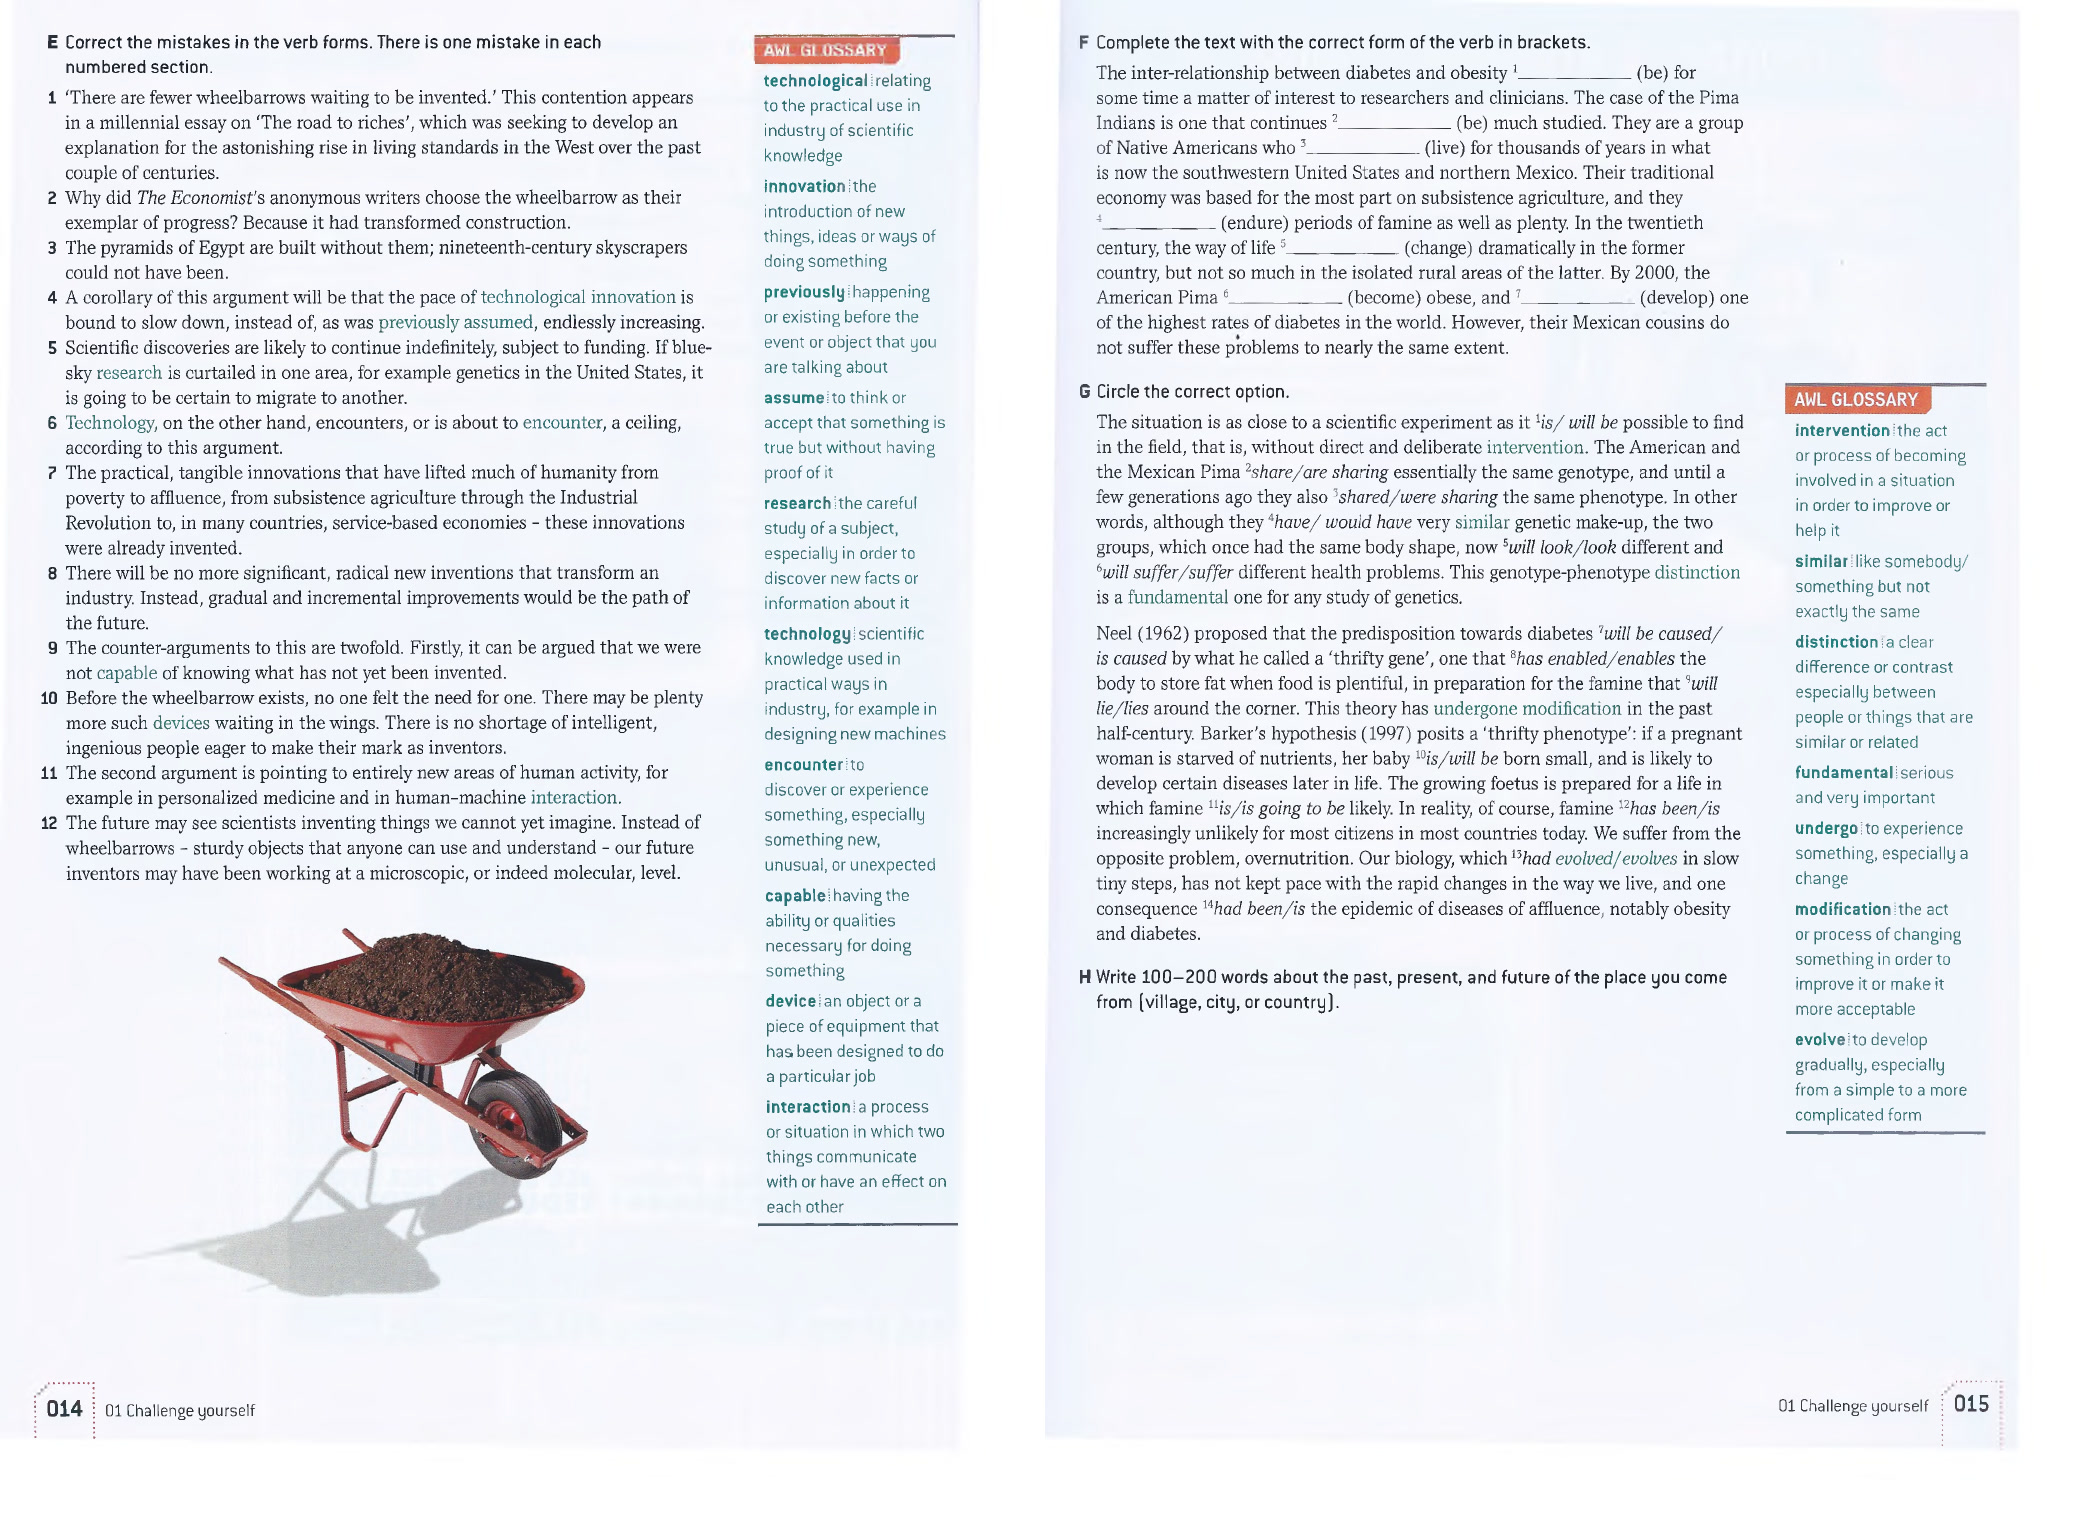 E Correct the mistakes in the verb forms. There is one mistake in each
numbered section.
1 ‘There are fewer wheelbarrows waiting to be invented.’ This contention appears
in a millennial essay on ‘The road to riches’, which was seeking to develop an
explanation for the astonishing rise in living standards in the West over the past
couple of centuries.
2 Why did The Economist’s anonymous writers choose the wheelbarrow as their
exemplar of progress? Because it had transformed construction.
3 The pyramids of Egypt are built without them; nineteenth-century skyscrapers
could not have been.
4 A corollary of this argument will be that the pace of technological innovation is
bound to slow down, instead of, as was previously assumed, endlessly increasing.
5 Scientific discoveries are likely to continue indefinitely, subject to funding. If blue-
sky research is curtailed in one area, for example genetics in the United States, it
is going to be certain to migrate to another.
6 Technology, on the other hand, encounters, or is about to encounter, a ceiling,
according to this argument.
7 The practical, tangible innovations that have lifted much of humanity from
poverty to affluence, from subsistence agriculture through the Industrial
Revolution to, in many countries, service-based economies – these innovations
were already invented.
8 There will be no more significant, radical new inventions that transform an
industry. Instead, gradual and incremental improvements would be the path of
the future.
9 The counter-arguments to this are twofold. Firstly, it can be argued that we were
not capable of knowing what has not yet been invented.
10 Before the wheelbarrow exists, no one felt the need for one. There may be plenty
more such devices waiting in the wings. There is no shortage of intelligent,
ingenious people eager to make their mark as inventors.
11 The second argument is pointing to entirely new areas of human activity, for
example in personalized medicine and in human-machine interaction.
12 The future may see scientists inventing things we cannot yet imagine. Instead of
wheelbarrows – sturdy objects that anyone can use and understand – our future
inventors may have been working at a microscopic, or indeed molecular, level.
AWL GLOSSARY
technological relating
to the practical use in
industry of scientific
knowledge
innovation the
introduction of new
things, ideas or ways of
doing something
previously happening
or existing before the
event or object that you
are talking about
assume to think or
accept that something is
true but without having
proof of it
research the careful
study of a subject,
especially in order to
discover new facts or
information about it
technology scientific
knowledge used in
practical ways in
industry, for example in
designing new machines
encounter to
discover or experience
something, especially
something new,
unusual, or unexpected
capable having the
ability or qualities
necessary for doing
something
device an object or a
piece of equipment that
has been designed to do
a particular job
interaction a process
or situation in which two
things communicate
with or have an effect on
each other
014 01 Challenge yourself
F Complete the text with the correct form of the verb in brackets.
The inter-relationship between diabetes and obesity 1____________ (be) for
some time a matter of interest to researchers and clinicians. The case of the Pima
Indians is one that continues 2____________ (be) much studied. They are a group
of Native Americans who 3____________ (live) for thousands of years in what
is now the southwestern United States and northern Mexico. Their traditional
economy was based for the most part on subsistence agriculture, and they
4____________ (endure) periods of famine as well as plenty. In the twentieth
century, the way of life 5____________ (change) dramatically in the former
country, but not so much in the isolated rural areas of the latter. By 2000, the
American Pima 6____________ (become) obese, and 7____________ (develop) one
of the highest rates of diabetes in the world. However, their Mexican cousins do
not suffer these problems to nearly the same extent.
G Circle the correct option.
The situation is as close to a scientific experiment as it 1is/ will be possible to find
in the field, that is, without direct and deliberate intervention. The American and
the Mexican Pima 2share/are sharing essentially the same genotype, and until a
few generations ago they also 3shared/were sharing the same phenotype. In other
words, although they 4have/ would have very similar genetic make-up, the two
groups, which once had the same body shape, now 5will look/look different and
6will suffer/suffer different health problems. This genotype-phenotype distinction
is a fundamental one for any study of genetics.
Neel (1962) proposed that the predisposition towards diabetes 7will be caused/
is caused by what he called a ‘thrifty gene’, one that 8has enabled/enables the
body to store fat when food is plentiful, in preparation for the famine that 9will
lie/lies around the corner. This theory has undergone modification in the past
half-century. Barker’s hypothesis (1997) posits a ‘thrifty phenotype’: if a pregnant
woman is starved of nutrients, her baby 10is/will be born small, and is likely to
develop certain diseases later in life. The growing foetus is prepared for a life in
which famine 11is/is going to be likely. In reality, of course, famine 12has been/is
increasingly unlikely for most citizens in most countries today. We suffer from the
opposite problem, overnutrition. Our biology, which 13had evolved/evolves in slow
tiny steps, has not kept pace with the rapid changes in the way we live, and one
consequence 14had been/is the epidemic of diseases of affluence, notably obesity
and diabetes.
H Write 100–200 words about the past, present, and future of the place you come
from (village, city, or country).
AWL GLOSSARY
intervention the act
or process of becoming
involved in a situation
in order to improve or
help it
similar like somebody/
something but not
exactly the same
distinction a clear
difference or contrast
especially between
people or things that are
similar or related
fundamental serious
and very important
undergo to experience
something, especially a
change
modification the act
or process of changing
something in order to
improve it or make it
more acceptable
evolve to develop
gradually, especially
from a simple to a more
complicated form
01 Challenge yourself 015